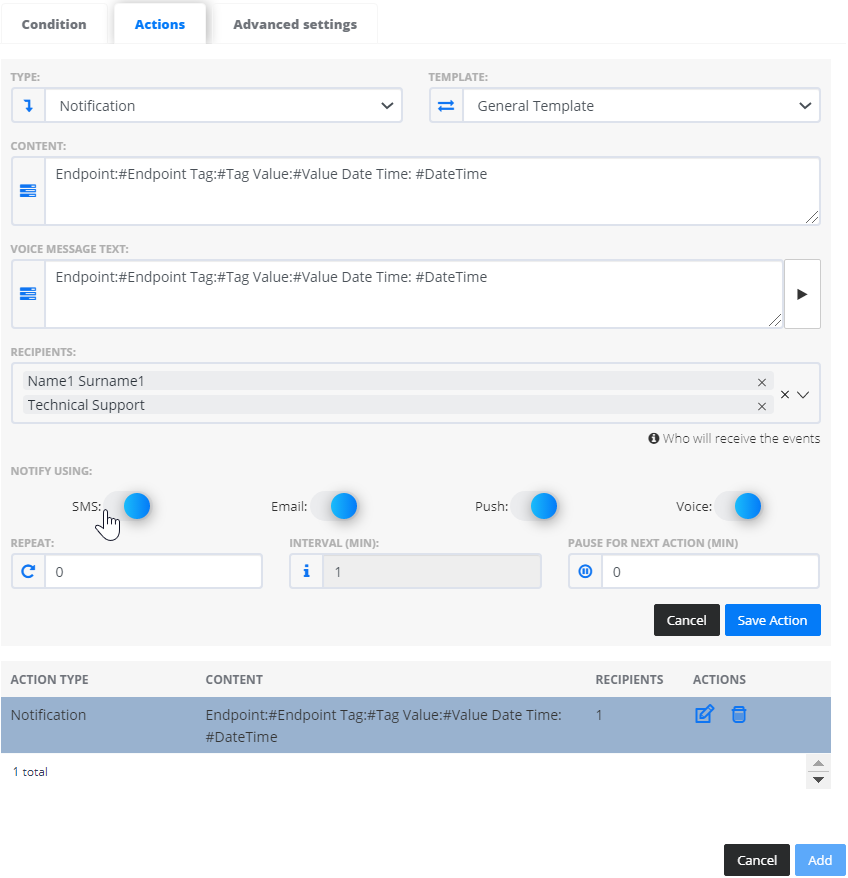 Condition Actions Advanced settings
TYPE: TEMPLATE:
Notification General Template
CONTENT:
Endpoint:#Endpoint Tag:#Tag Value:#Value Date Time: #DateTime
VOICE MESSAGE TEXT:
Endpoint:#Endpoint Tag:#Tag Value:#Value Date Time: #DateTime
RECIPIENTS:
Name1 Surname1
Technical Support
Who will receive the events
NOTIFY USING:
SMS: Email: Push: Voice:
REPEAT: INTERVAL (MIN): PAUSE FOR NEXT ACTION (MIN)
0 1 0
Cancel Save Action
ACTION TYPE CONTENT RECIPIENTS ACTIONS
Notification Endpoint:#Endpoint Tag:#Tag Value:#Value Date Time: 1
#DateTime
1 total
Cancel Add